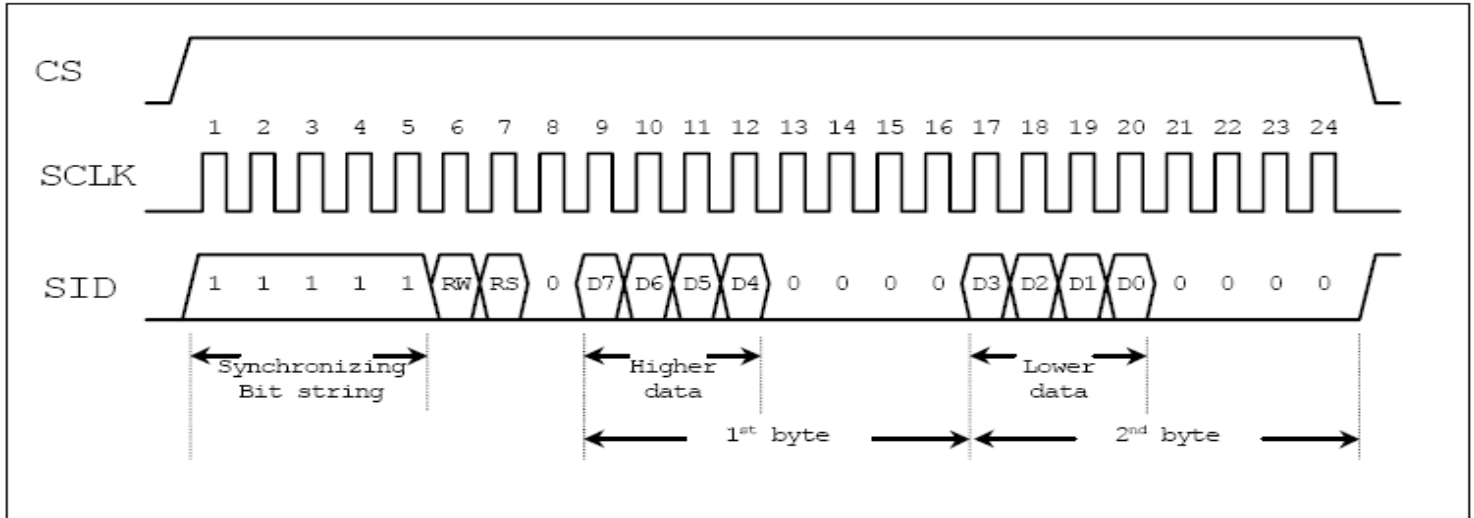 CS
1 2 3 4 5 6 7 8 9 10 11 12 13 14 15 16 17 18 19 20 21 22 23 24
SCLK
SID 1 1 1 1 1 RW RS 0 D7 D6 D5 D4 0 0 0 0 D3 D2 D1 D0 0 0 0 0
Synchronizing Higher Lower
Bit string data data
1st byte 2nd byte